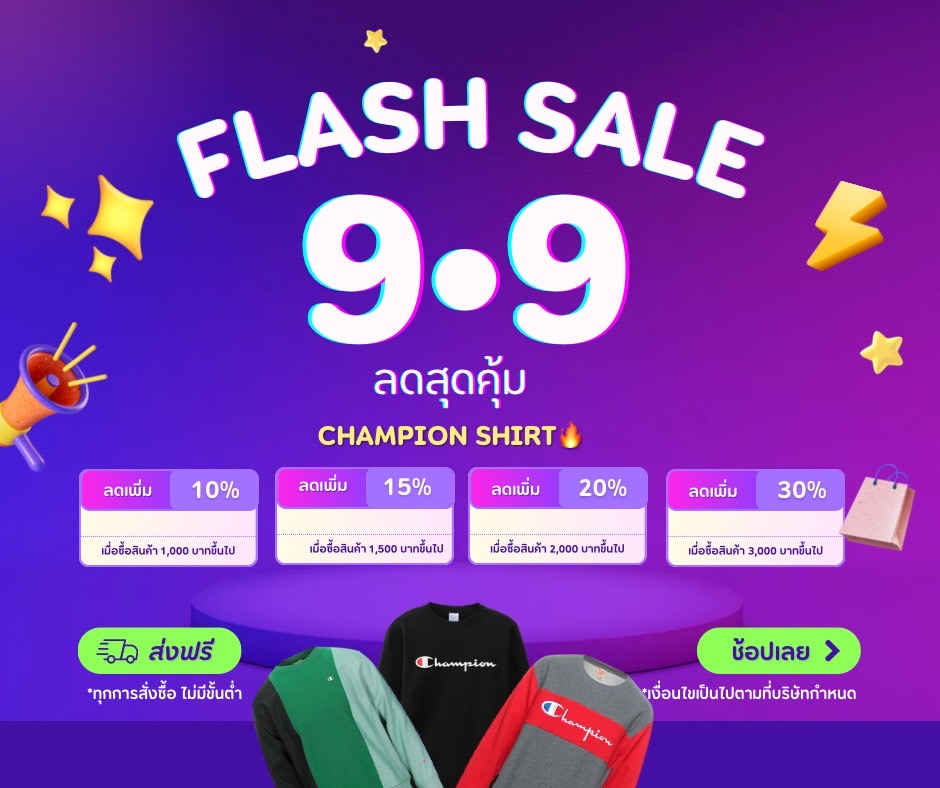 FLASH SALE
9•9
ลดสุดคุ้ม
CHAMPION SHIRT🔥
ลดเพิ่ม 10%
เมื่อซื้อสินค้า 1,000 บาทขึ้นไป
ลดเพิ่ม 15%
เมื่อซื้อสินค้า 1,500 บาทขึ้นไป
ลดเพิ่ม 20%
เมื่อซื้อสินค้า 2,000 บาทขึ้นไป
ลดเพิ่ม 30%
เมื่อซื้อสินค้า 3,000 บาทขึ้นไป
ส่งฟรี
*ทุกการสั่งซื้อ ไม่มีขั้นต่ำ
ช้อปเลย
*เงื่อนไขเป็นไปตามที่บริษัทกำหนด
Champion
Champion